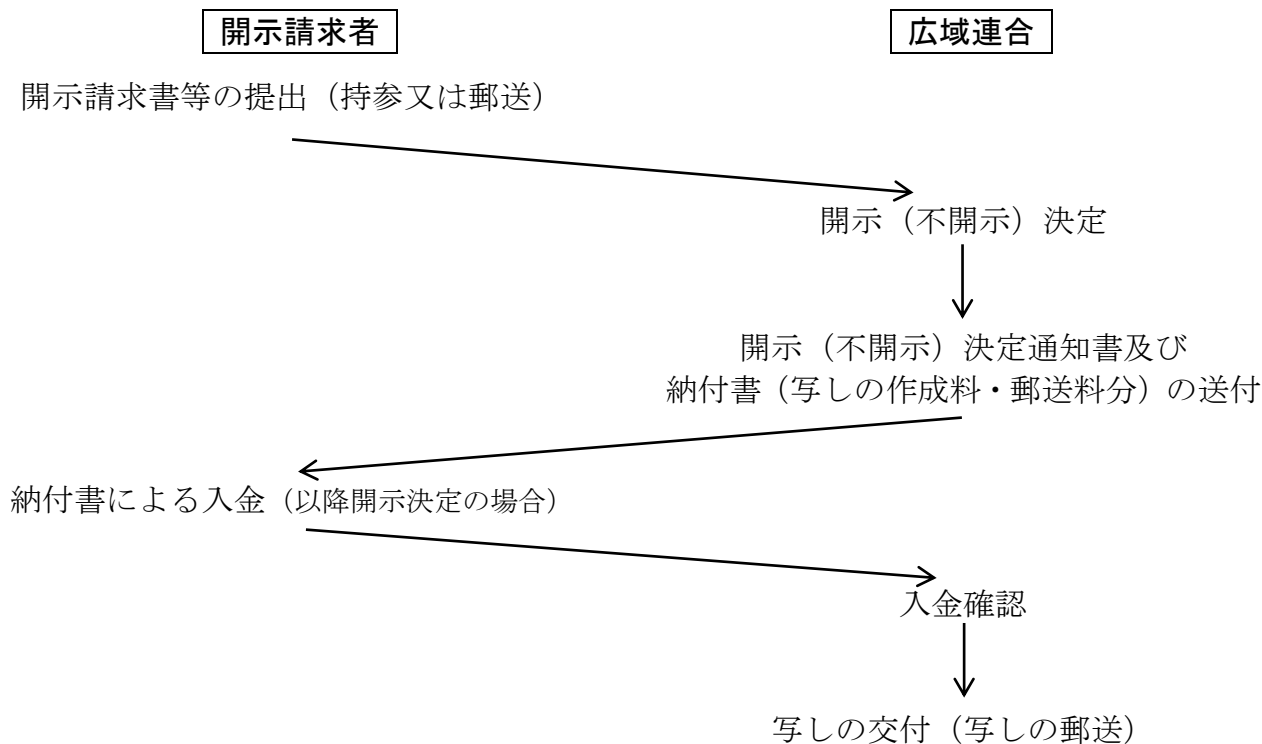 開示請求者
広域連合
開示請求書等の提出（持参又は郵送）
開示（不開示）決定
開示（不開示）決定通知書及び
納付書（写しの作成料・郵送料分）の送付
納付書による入金（以降開示決定の場合）
入金確認
写しの交付（写しの郵送）